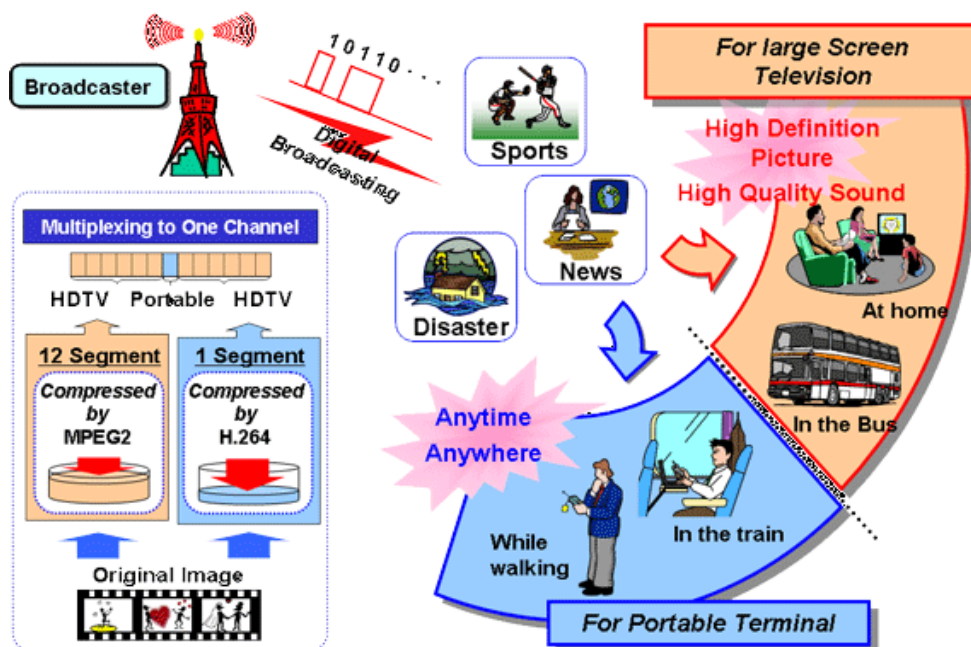 Broadcaster
10110...
Digital
Broadcasting
Sports
News
Disaster
For large Screen
Television
High Definition
Picture
High Quality Sound
At home
In the Bus
Multiplexing to One Channel
HDTV Portable HDTV
12 Segment
Compressed
by
MPEG2
1 Segment
Compressed
by
H.264
Original Image
Anytime
Anywhere
While
walking
In the train
For Portable Terminal